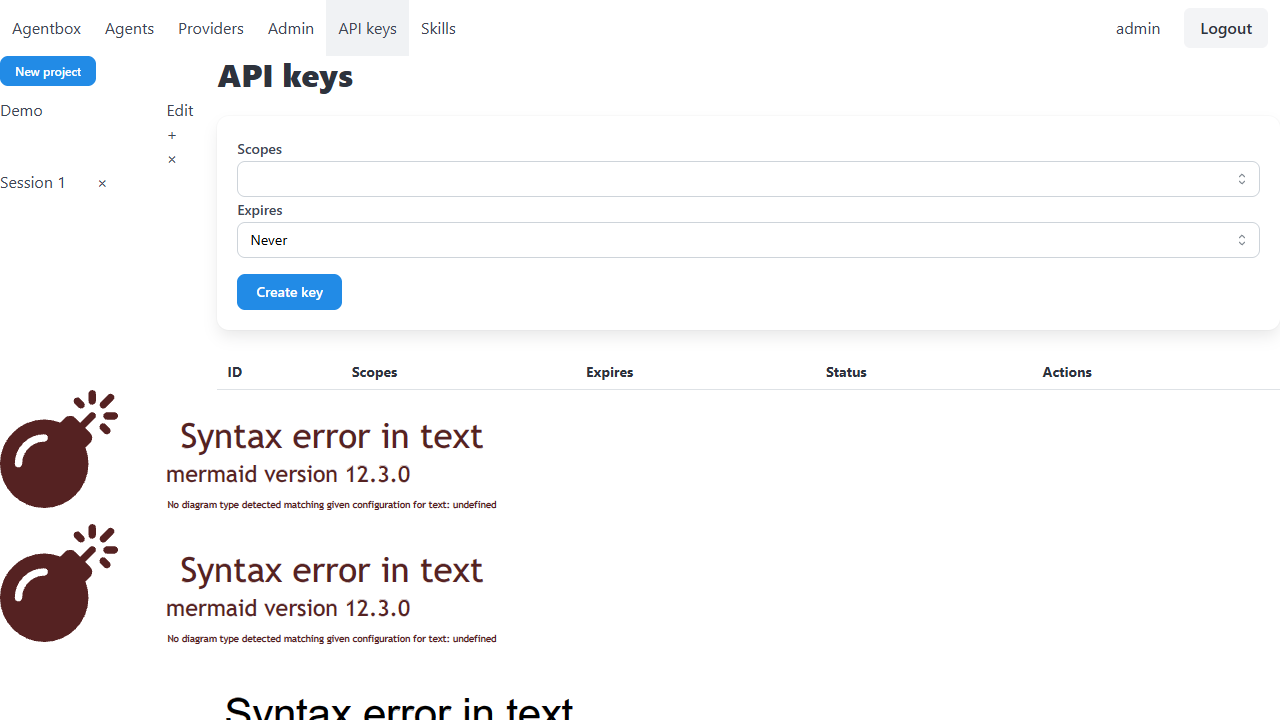 Agentbox Agents Providers Admin API keys Skills admin Logout
New project
API keys
Demo Edit
+
×
Session 1 ×
Scopes
Expires
Never
Create key
ID Scopes Expires Status Actions
Syntax error in text
mermaid version 12.3.0
No diagram type detected matching given configuration for text: undefined
Syntax error in text
mermaid version 12.3.0
No diagram type detected matching given configuration for text: undefined
Syntax error in text